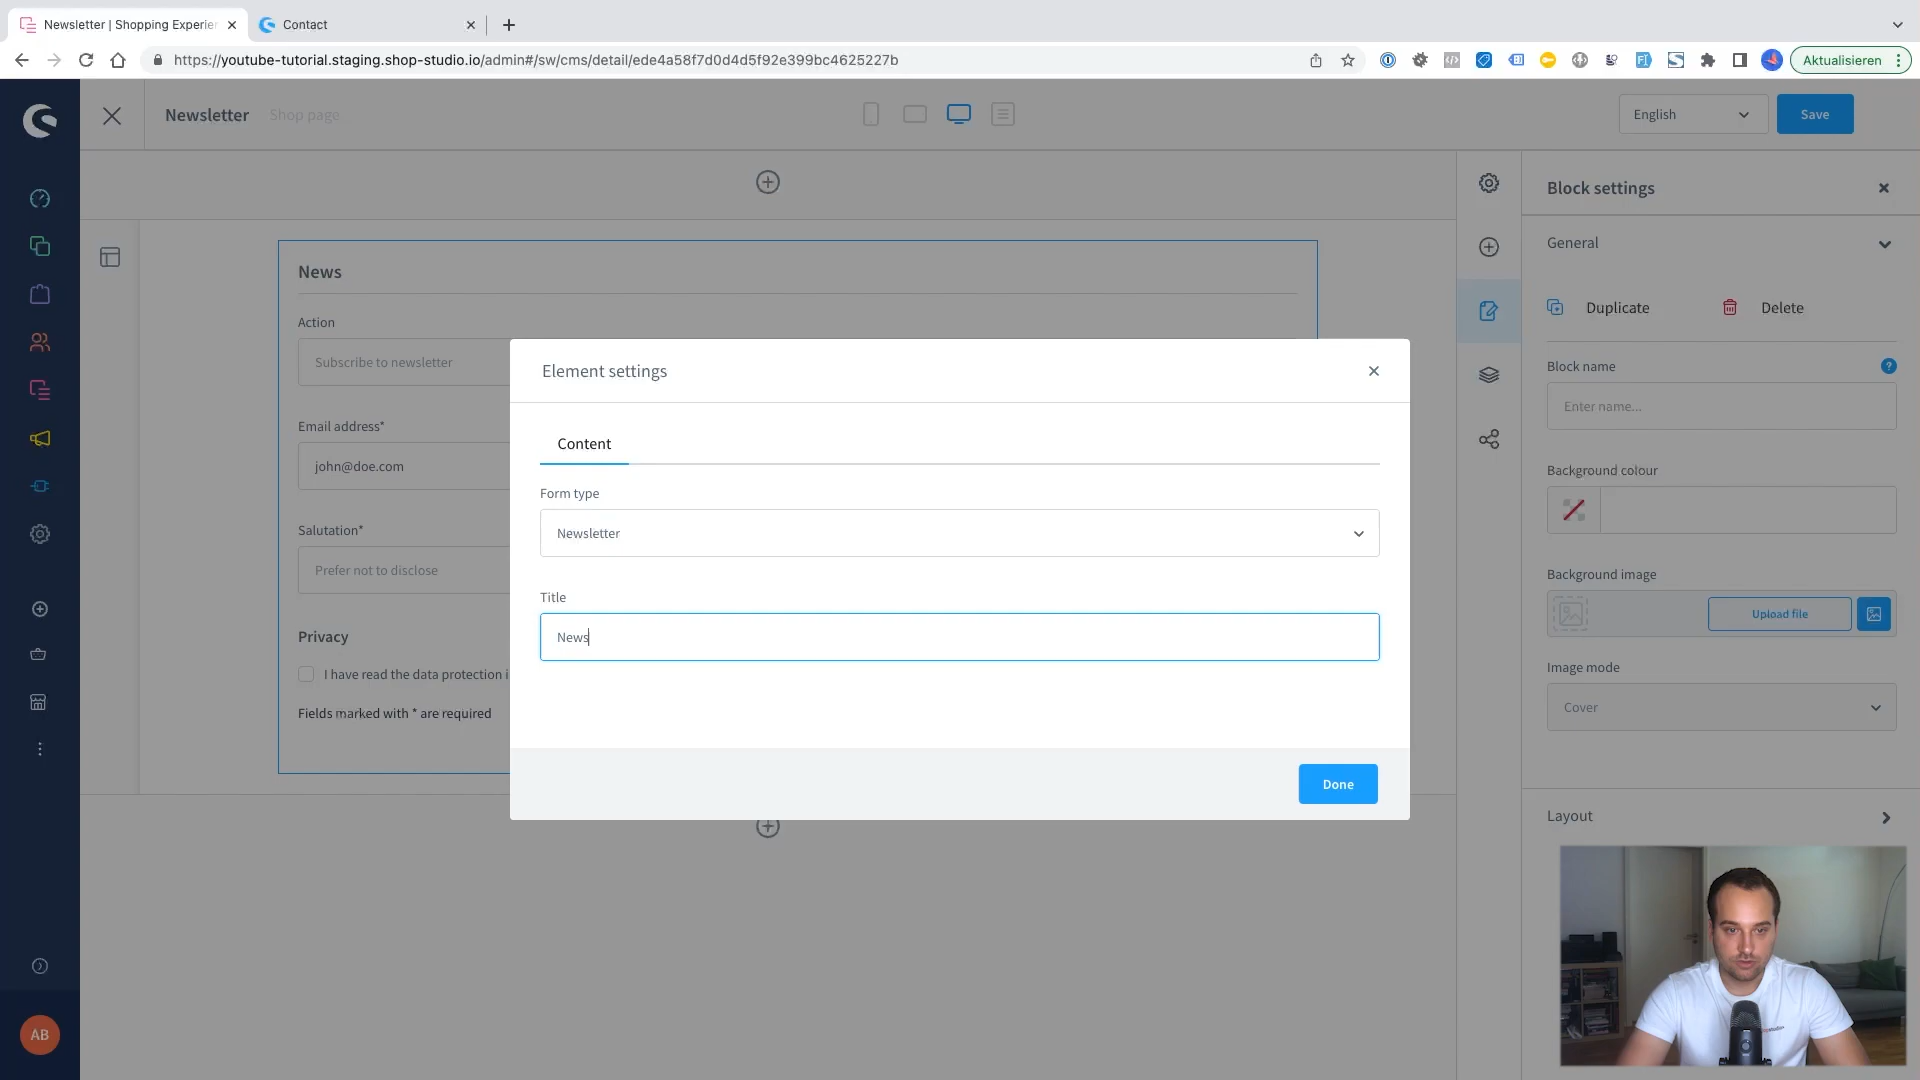 Newsletter | Shopping Experier
Contact
https://youtube-tutorial.staging.shop-studio.io/admin#/sw/cms/detail/ede4a58f7d0d4d5f92e399bc4625227b
Aktualisieren
Newsletter
Shop page
English
Save
News
Action
Subscribe to newsletter
Email address*
john@doe.com
Salutation*
Prefer not to disclose
Privacy
I have read the data protection i
Fields marked with * are required
Element settings
Content
Form type
Newsletter
Title
News
Done
Block settings
General
Duplicate
Delete
Block name
?
Enter name...
Background colour
Background image
Upload file
Image mode
Cover
Layout
AB